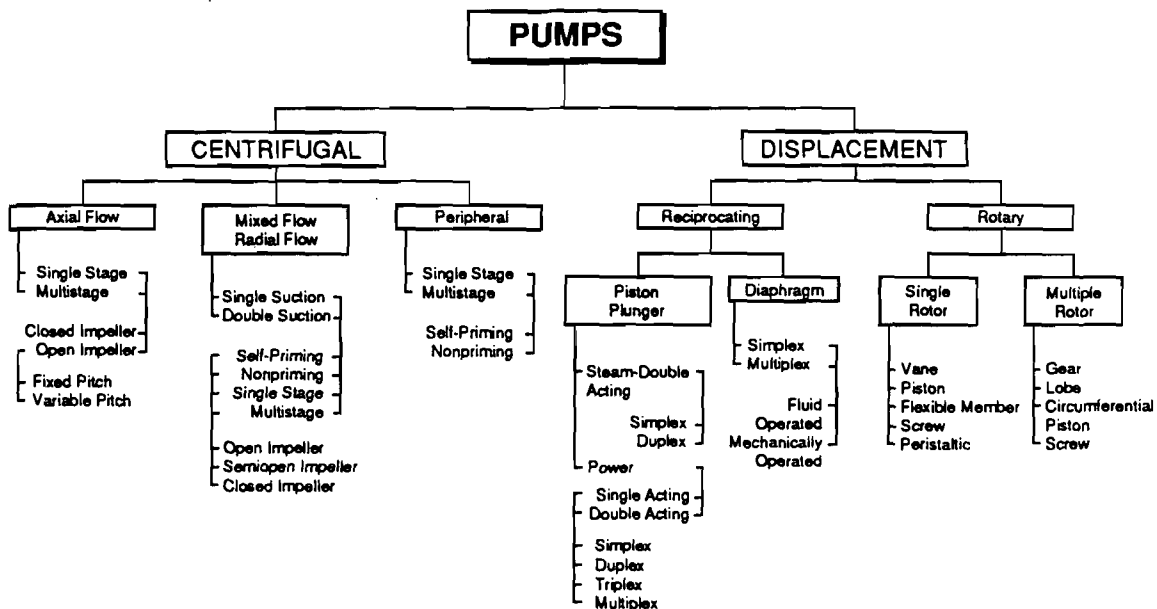 PUMPS
CENTRIFUGAL
DISPLACEMENT
Axial Flow
Mixed Flow
Radial Flow
Peripheral
Reciprocating
Rotary
Single Stage
Multistage
Closed Impeller
Open Impeller
Fixed Pitch
Variable Pitch
Single Suction
Double Suction
Self-Priming
Nonpriming
Single Stage
Multistage
Open Impeller
Semiopen Impeller
Closed Impeller
Single Stage
Multistage
Self-Priming
Nonpriming
Piston
Plunger
Diaphragm
Steam-Double
Acting
Simplex
Duplex
Power
Single Acting
Double Acting
Simplex
Duplex
Triplex
Multiplex
Simplex
Multiplex
Fluid
Operated
Mechanically
Operated
Single
Rotor
Multiple
Rotor
Vane
Piston
Flexible Member
Screw
Peristaltic
Gear
Lobe
Circumferential
Piston
Screw